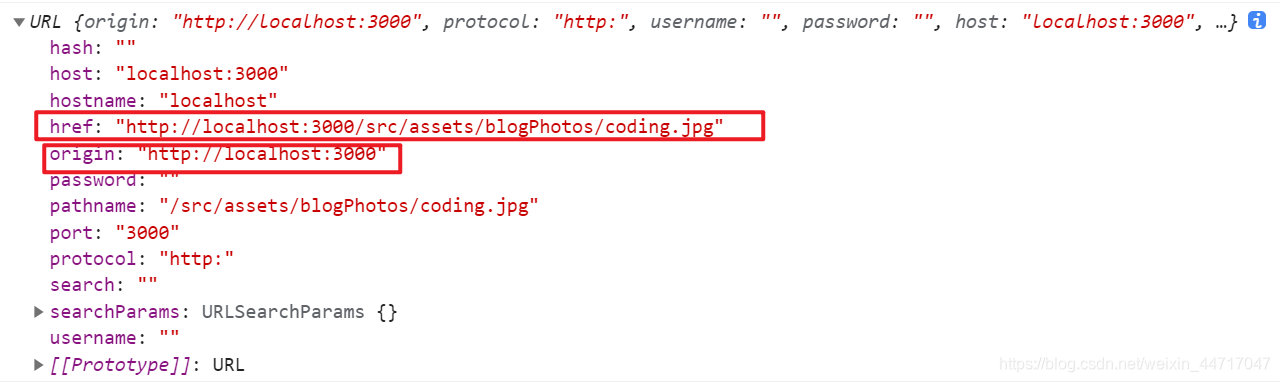 URL {origin: "http://localhost:3000", protocol: "http:", username: "", password: "", host: "localhost:3000", …} i
hash: ""
host: "localhost:3000"
hostname: "localhost"
href: "http://localhost:3000/src/assets/blogPhotos/coding.jpg"
origin: "http://localhost:3000"
password: ""
pathname: "/src/assets/blogPhotos/coding.jpg"
port: "3000"
protocol: "http:"
search: ""
searchParams: URLSearchParams {}
username: ""
[[Prototype]]: URL
https://blog.csdn.net/weixin_44717047